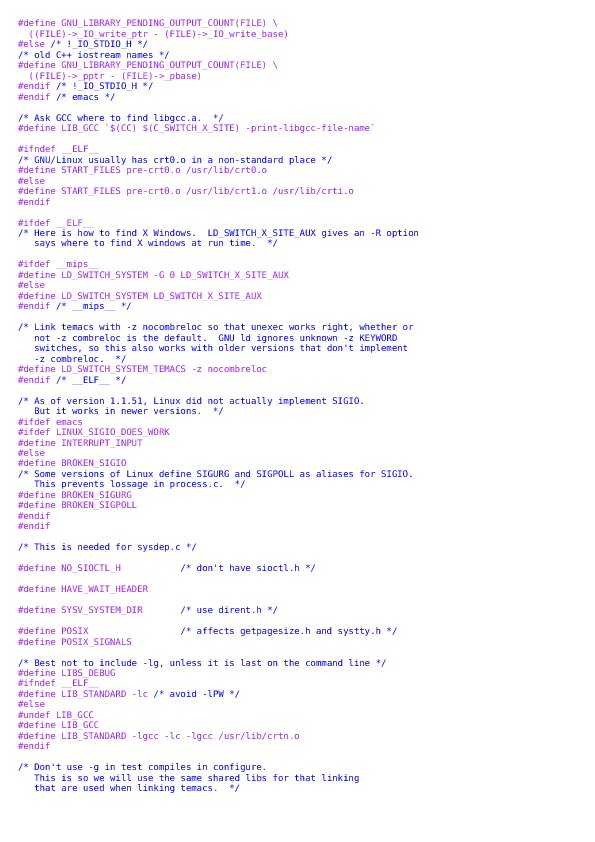 #define GNU_LIBRARY_PENDING_OUTPUT_COUNT(FILE) \
  ((FILE)->_IO_write_ptr - (FILE)->_IO_write_base)
#else /* !_IO_STDIO_H */
/* old C++ iostream names */
#define GNU_LIBRARY_PENDING_OUTPUT_COUNT(FILE) \
  ((FILE)->_pptr - (FILE)->_pbase)
#endif /* !_IO_STDIO_H */
#endif /* emacs */

/* Ask GCC where to find libgcc.a.  */
#define LIB_GCC `$(CC) $(C_SWITCH_X_SITE) -print-libgcc-file-name`

#ifndef __ELF__
/* GNU/Linux usually has crt0.o in a non-standard place */
#define START_FILES pre-crt0.o /usr/lib/crt0.o
#else
#define START_FILES pre-crt0.o /usr/lib/crt1.o /usr/lib/crti.o
#endif

#ifdef __ELF__
/* Here is how to find X Windows.  LD_SWITCH_X_SITE_AUX gives an -R option
   says where to find X windows at run time.  */

#ifdef __mips__
#define LD_SWITCH_SYSTEM -G 0 LD_SWITCH_X_SITE_AUX
#else
#define LD_SWITCH_SYSTEM LD_SWITCH_X_SITE_AUX
#endif /* __mips__ */

/* Link temacs with -z nocombreloc so that unexec works right, whether or
   not -z combreloc is the default.  GNU ld ignores unknown -z KEYWORD
   switches, so this also works with older versions that don't implement
   -z combreloc.  */
#define LD_SWITCH_SYSTEM_TEMACS -z nocombreloc
#endif /* __ELF__ */

/* As of version 1.1.51, Linux did not actually implement SIGIO.
   But it works in newer versions.  */
#ifdef emacs
#ifdef LINUX_SIGIO_DOES_WORK
#define INTERRUPT_INPUT
#else
#define BROKEN_SIGIO
/* Some versions of Linux define SIGURG and SIGPOLL as aliases for SIGIO.
   This prevents lossage in process.c.  */
#define BROKEN_SIGURG
#define BROKEN_SIGPOLL
#endif
#endif

/* This is needed for sysdep.c */

#define NO_SIOCTL_H           /* don't have sioctl.h */

#define HAVE_WAIT_HEADER

#define SYSV_SYSTEM_DIR       /* use dirent.h */

#define POSIX                 /* affects getpagesize.h and systty.h */
#define POSIX_SIGNALS

/* Best not to include -lg, unless it is last on the command line */
#define LIBS_DEBUG
#ifndef __ELF__
#define LIB_STANDARD -lc /* avoid -lPW */
#else
#undef LIB_GCC
#define LIB_GCC
#define LIB_STANDARD -lgcc -lc -lgcc /usr/lib/crtn.o
#endif

/* Don't use -g in test compiles in configure.
   This is so we will use the same shared libs for that linking
   that are used when linking temacs.  */